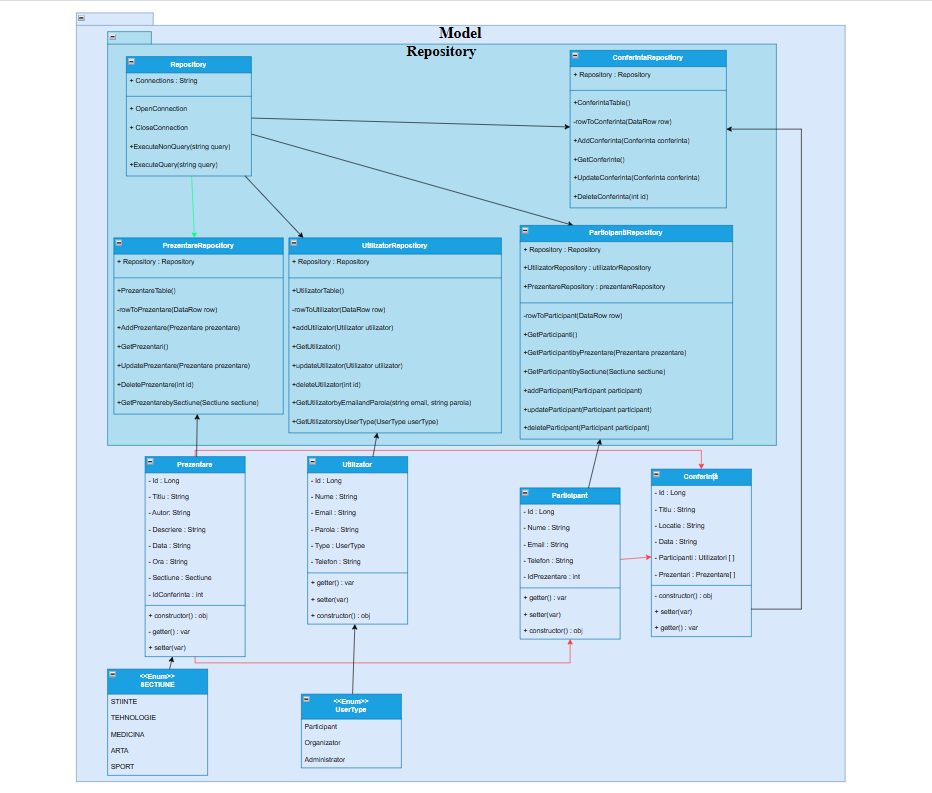 Model
Repository
Repository
+ Connections : String
+ OpenConnection
+ CloseConnection
+ExecuteNonQuery(string query)
+ExecuteQuery(string query)
ConferintaRepository
+ Repository : Repository
+ConferintaTable()
-rowToConferinta(DataRow row)
+AddConferinta(Conferinta conferinta)
+GetConferinte()
+UpdateConferinta(Conferinta conferinta)
+DeleteConferinta(int id)
PrezentareRepository
+ Repository : Repository
+PrezentareTable()
-rowToPrezentare(DataRow row)
+AddPrezentare(Prezentare prezentare)
+GetPrezentari()
+UpdatePrezentare(Prezentare prezentare)
+DeletePrezentare(int id)
+GetPrezentarebySectiune(Sectiune sectiune)
UtilizatorRepository
+ Repository : Repository
+UtilizatorTable()
-rowToUtilizator(DataRow row)
+addUtilizator(Utilizator utilizator)
+GetUtilizatori()
+updateUtilizator(Utilizator utilizator)
+deleteUtilizator(int id)
+GetUtilizatorbyEmailandParola(string email, string parola)
+GetUtilizatorsbyUserType(UserType userType)
ParticipantiRepository
+ Repository : Repository
+UtilizatorRepository : utilizatorRepository
+PrezentareRepository : prezentareRepository
-rowToParticipant(DataRow row)
+GetParticipanti()
+GetParticipantibyPrezentare(Prezentare prezentare)
+GetParticipantibySectiune(Sectiune sectiune)
+addParticipant(Participant participant)
+updateParticipant(Participant participant)
+deleteParticipant(Participant participant)
Prezentare
- Id : Long
- Titlu : String
- Autor: String
- Descriere : String
- Data : String
- Ora : String
- Sectiune : Sectiune
- IdConferinta : int
+ constructor() : obj
- getter() : var
+ setter(var)
Utilizator
- Id : Long
- Nume : String
- Email : String
- Parola : String
- Type : UserType
- Telefon : String
+ getter() : var
+ setter(var)
+ constructor() : obj
Participant
- Id : Long
- Nume : String
- Email : String
- Telefon : String
- IdPrezentare : int
+ getter() : var
+ setter(var)
+ constructor() : obj
Conferință
- Id : Long
- Titlu : String
- Locatie : String
- Data : String
- Participanti : Utilizatori [ ]
- Prezentari : Prezentare[ ]
- constructor() : obj
+ setter(var)
+ getter() : var
<<Enum>>
SECTIUNE
STIINTE
TEHNOLOGIE
MEDICINA
ARTA
SPORT
<<Enum>>
UserType
Participant
Organizator
Administrator